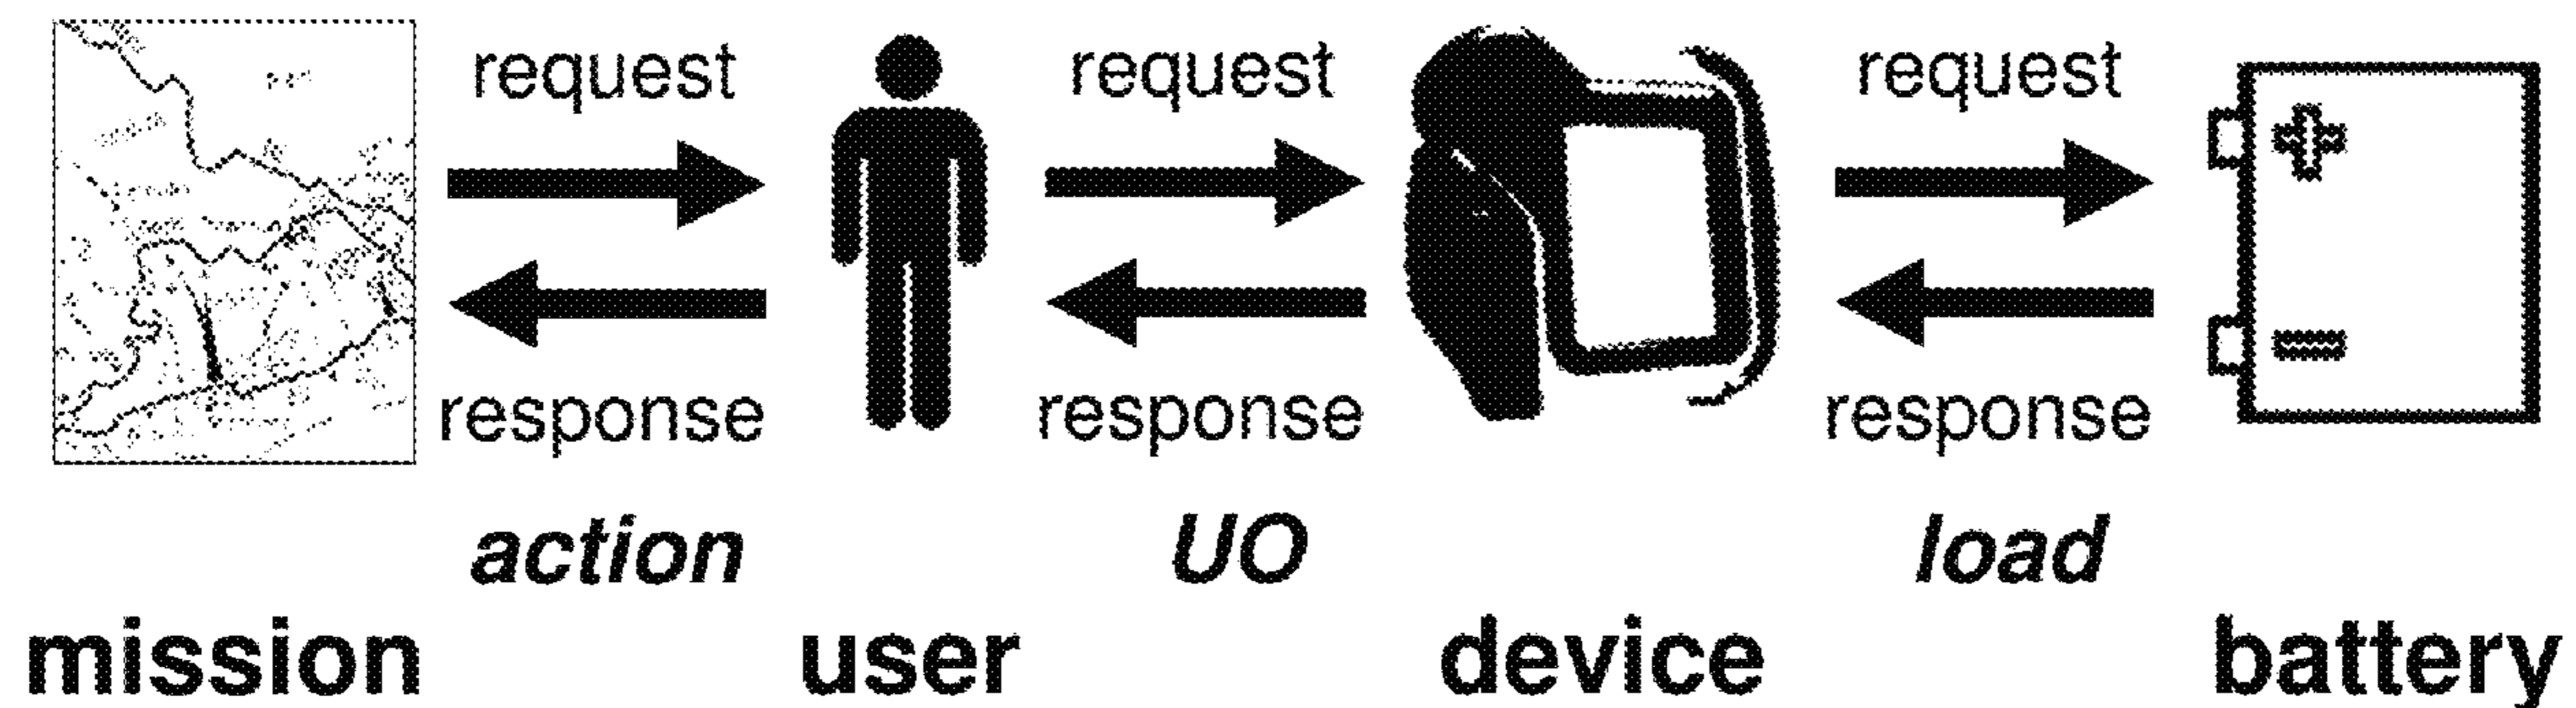 request request request
response response response
action UO load
mission user device battery